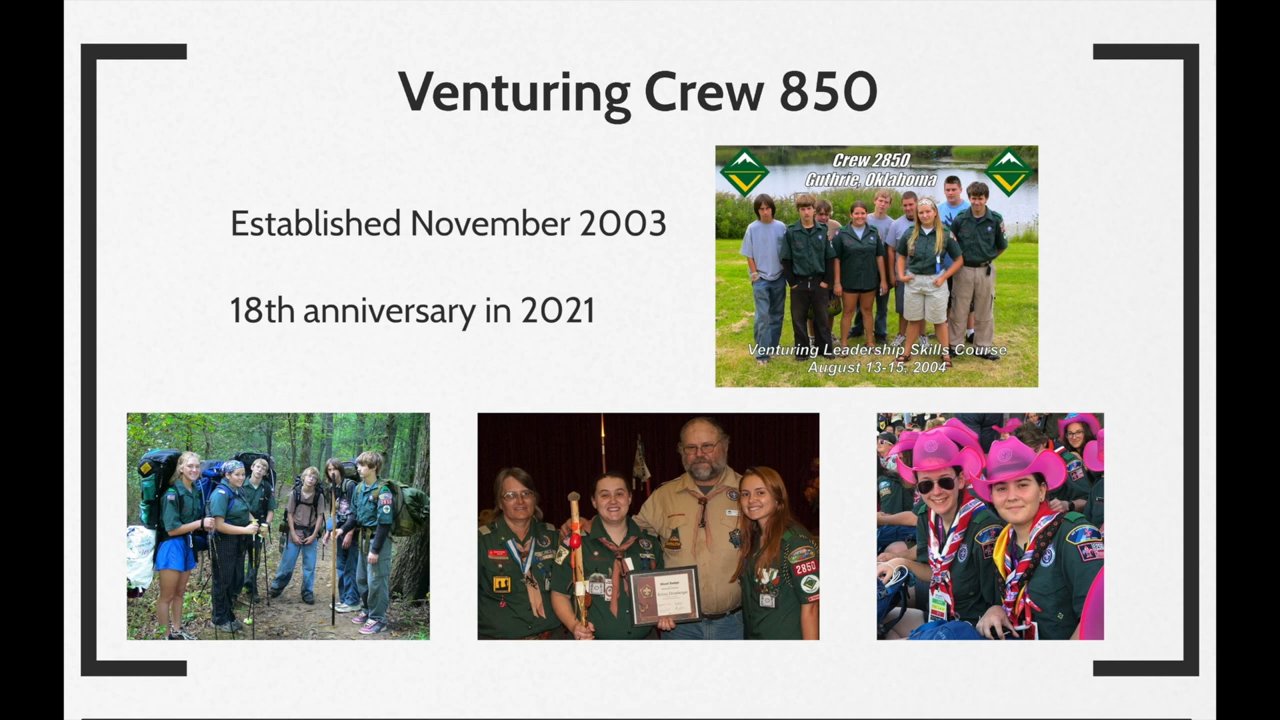 Venturing Crew 850
Established November 2003
18th anniversary in 2021
Crew 2850
Guthrie, Oklahoma
Venturing Leadership Skills Course
August 13-15, 2004
2850